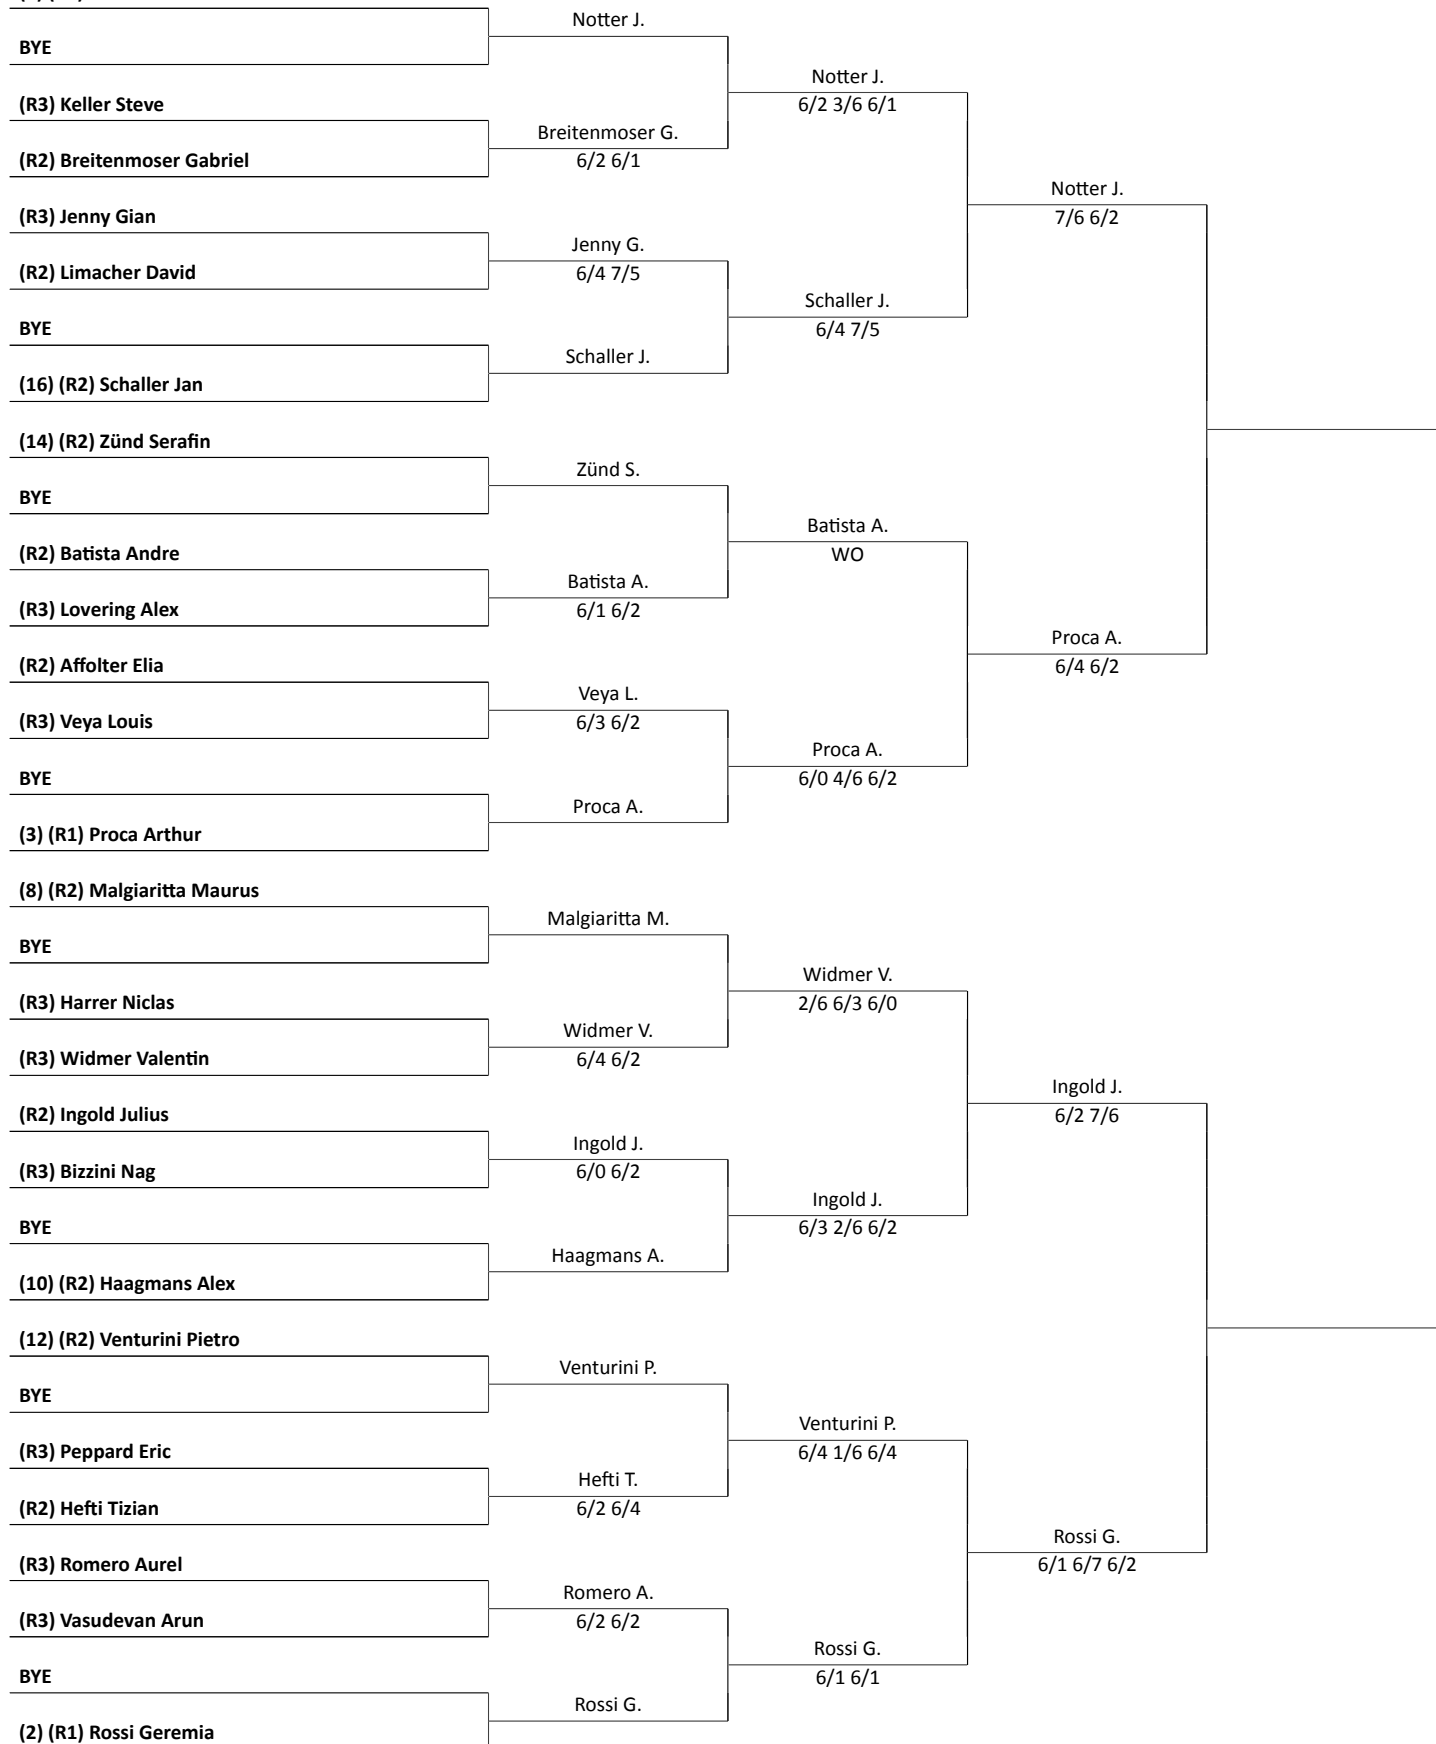 BYE
(R3) Keller Steve
(R2) Breitenmoser Gabriel
(R3) Jenny Gian
(R2) Limacher David
BYE
(16) (R2) Schaller Jan
(14) (R2) Zünd Serafin
BYE
(R2) Batista Andre
(R3) Lovering Alex
(R2) Affolter Elia
(R3) Veya Louis
BYE
(3) (R1) Proca Arthur
(8) (R2) Malgiaritta Maurus
BYE
(R3) Harrer Niclas
(R3) Widmer Valentin
(R2) Ingold Julius
(R3) Bizzini Nag
BYE
(10) (R2) Haagmans Alex
(12) (R2) Venturini Pietro
BYE
(R3) Peppard Eric
(R2) Hefti Tizian
(R3) Romero Aurel
(R3) Vasudevan Arun
BYE
(2) (R1) Rossi Geremia
Notter J.
Breitenmoser G.
6/2 6/1
Jenny G.
6/4 7/5
Schaller J.
Zünd S.
Batista A.
6/1 6/2
Veya L.
6/3 6/2
Proca A.
Malgiaritta M.
Widmer V.
6/4 6/2
Ingold J.
6/0 6/2
Haagmans A.
Venturini P.
Hefti T.
6/2 6/4
Romero A.
6/2 6/2
Rossi G.
Notter J.
6/2 3/6 6/1
Schaller J.
6/4 7/5
Batista A.
WO
Proca A.
6/0 4/6 6/2
Widmer V.
2/6 6/3 6/0
Ingold J.
6/3 2/6 6/2
Venturini P.
6/4 1/6 6/4
Rossi G.
6/1 6/1
Notter J.
7/6 6/2
Proca A.
6/4 6/2
Ingold J.
6/2 7/6
Rossi G.
6/1 6/7 6/2